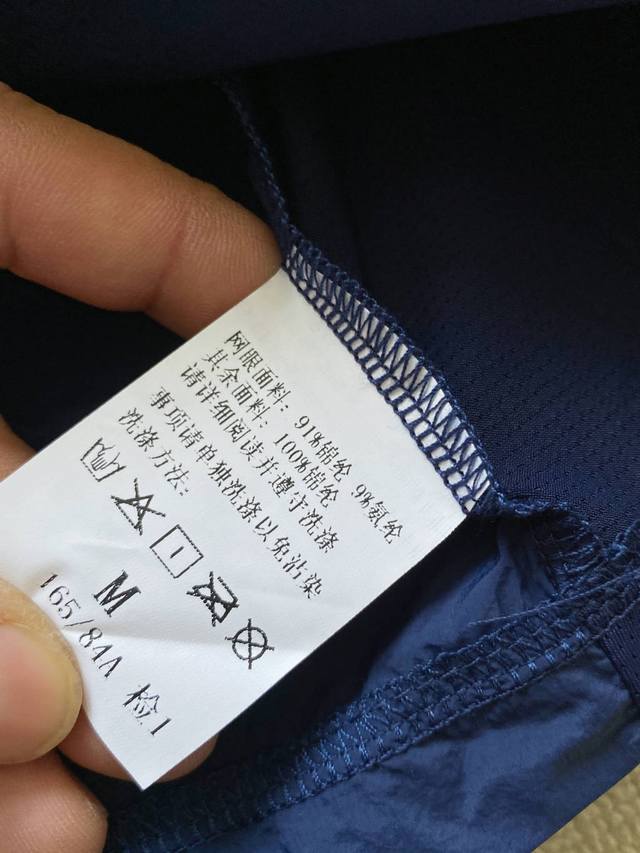 网眼面料：91%锦纶 9%氨纶
其余面料：100%锦纶
请详细阅读并遵守洗涤
事项请单独洗涤以免沾染
洗涤方法：
M
165/84A 检1